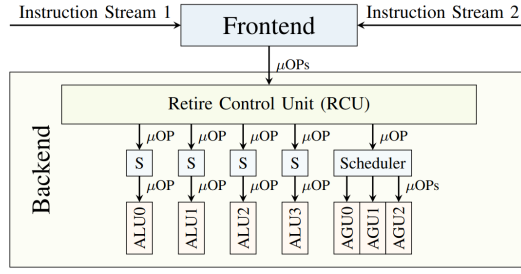 Instruction Stream 1
Frontend
Instruction Stream 2
μOPs
Backend
Retire Control Unit (RCU)
μOP μOP μOP μOP μOP
S S S S Scheduler
μOP μOP μOP μOP μOPs
ALU0 ALU1 ALU2 ALU3 AGU0 AGU1 AGU2